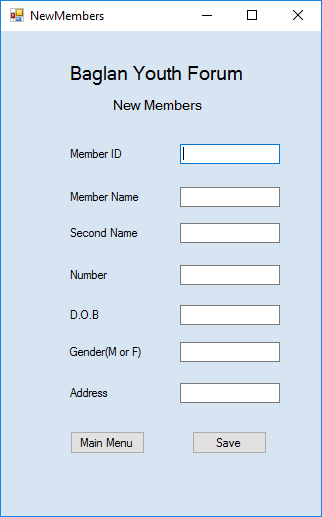 NewMembers
Baglan Youth Forum
New Members
Member ID
Member Name
Second Name
Number
D.O.B
Gender(M or F)
Address
Main Menu Save